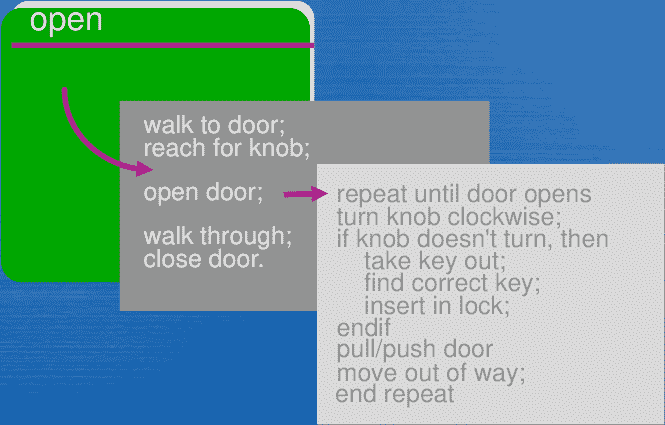 open
walk to door;
reach for knob;
open door;
walk through;
close door.
repeat until door opens
turn knob clockwise;
if knob doesn't turn, then
take key out;
find correct key;
insert in lock;
endif
pull/push door
move out of way;
end repeat